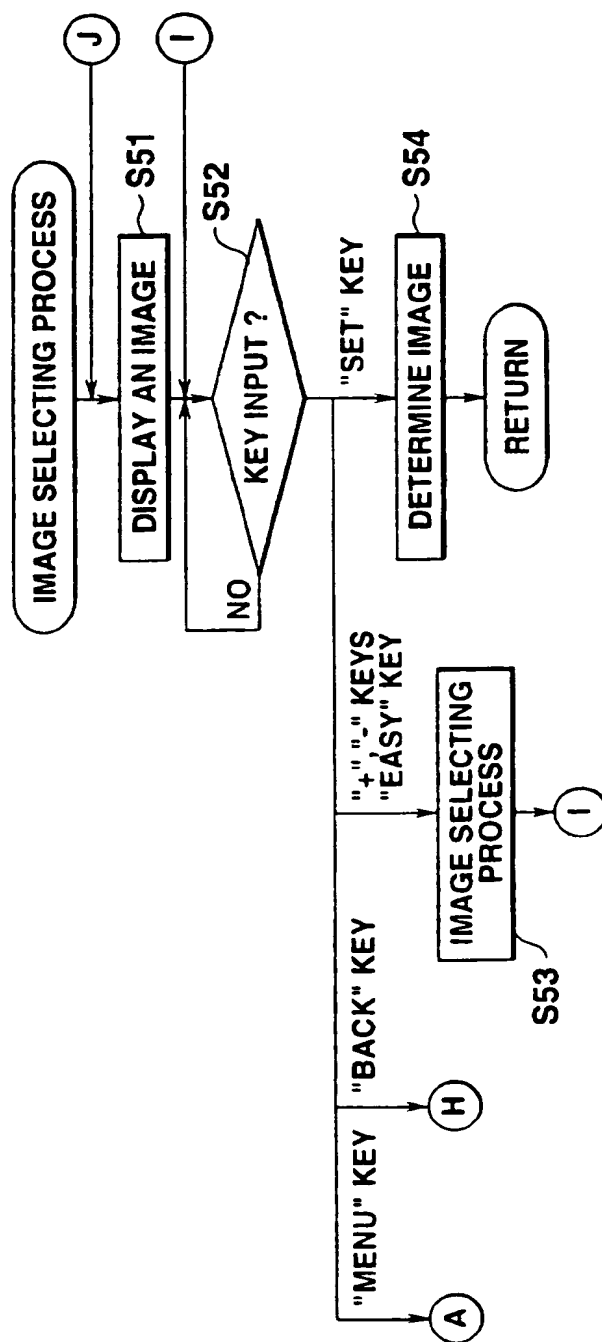 IMAGE SELECTING PROCESS
J
DISPLAY AN IMAGE
S51
I
KEY INPUT ?
S52
NO
"MENU" KEY
"BACK" KEY
"+","-" KEYS
"EASY" KEY
"SET" KEY
A
H
IMAGE SELECTING
PROCESS
S53
I
DETERMINE IMAGE
S54
RETURN